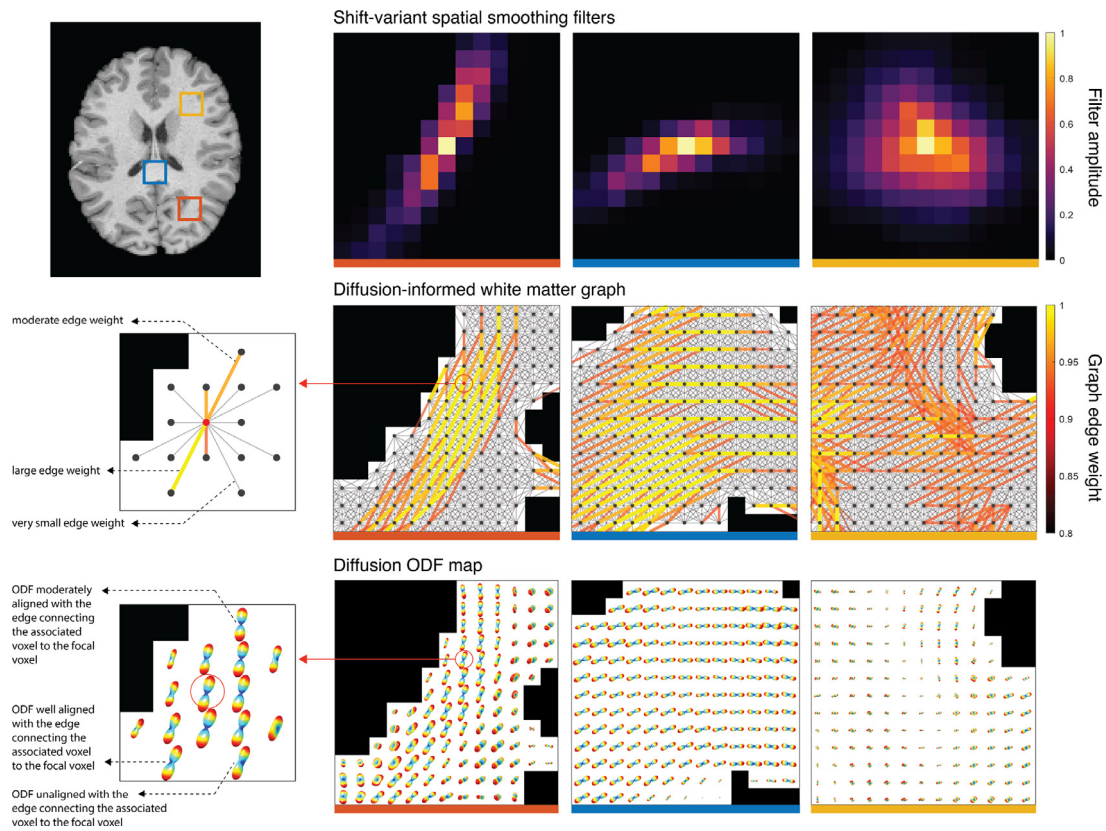 Shift-variant spatial smoothing filters
1
0.8
0.6
0.4
0.2
0
Filter amplitude
Diffusion-informed white matter graph
moderate edge weight
large edge weight
very small edge weight
1
0.95
0.9
0.85
0.8
Graph edge weight
Diffusion ODF map
ODF moderately
aligned with the
edge connecting
the associated
voxel to the focal
voxel
ODF well aligned
with the edge
connecting the
associated voxel
to the focal voxel
ODF unaligned with the
edge connecting the associated
voxel to the focal voxel